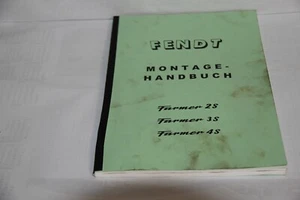 FENDT
MONTAGE-
HANDBUCH
Farmer 2S
Farmer 3S
Farmer 4S